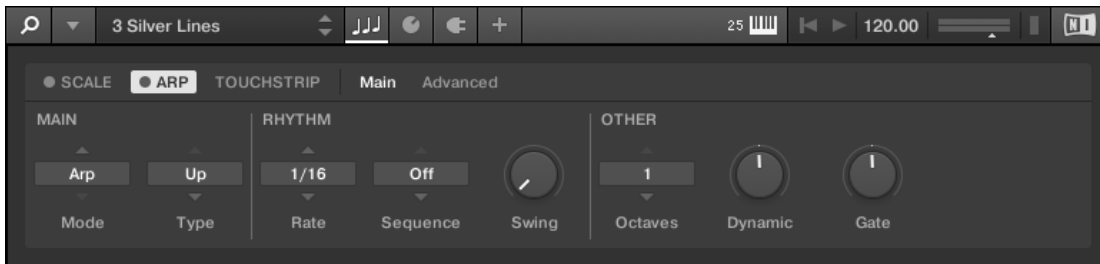 3 Silver Lines 25 120.00 NI
SCALE ARP TOUCHSTRIP Main Advanced
MAIN RHYTHM OTHER
Arp Up 1/16 Off 1
Mode Type Rate Sequence Swing Octaves Dynamic Gate